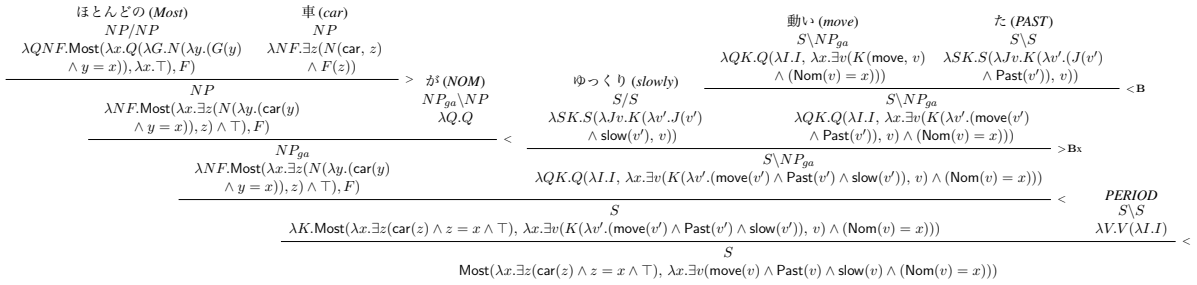 ほとんどの (Most)
NP/NP
λQNF.Most(λx.Q(λG.N(λy.(G(y)
∧ y = x)), λx.⊤), F)
車 (car)
NP
λNF.∃z(N(car, z)
∧ F(z))
>
NP
λNF.Most(λx.∃z(N(λy.(car(y)
∧ y = x)), z) ∧ ⊤), F)
が (NOM)
NP_ga\NP
λQ.Q
<
NP_ga
λNF.Most(λx.∃z(N(λy.(car(y)
∧ y = x)), z) ∧ ⊤), F)
ゆっくり (slowly)
S/S
λSK.S(λJv.K(λv′.J(v′)
∧ slow(v′), v))
動い (move)
S\NP_ga
λQK.Q(λI.I, λx.∃v(K(move, v)
∧ (Nom(v) = x)))
た (PAST)
S\S
λSK.S(λJv.K(λv′.(J(v′)
∧ Past(v′)), v))
<B
S\NP_ga
λQK.Q(λI.I, λx.∃v(K(λv′.(move(v′)
∧ Past(v′)), v) ∧ (Nom(v) = x)))
>Bx
S\NP_ga
λQK.Q(λI.I, λx.∃v(K(λv′.(move(v′) ∧ Past(v′) ∧ slow(v′)), v) ∧ (Nom(v) = x)))
<
S
λK.Most(λx.∃z(car(z) ∧ z = x ∧ ⊤), λx.∃v(K(λv′.(move(v′) ∧ Past(v′) ∧ slow(v′)), v) ∧ (Nom(v) = x)))
PERIOD
S\S
λV.V(λI.I)
<
S
Most(λx.∃z(car(z) ∧ z = x ∧ ⊤), λx.∃v(move(v) ∧ Past(v) ∧ slow(v) ∧ (Nom(v) = x)))